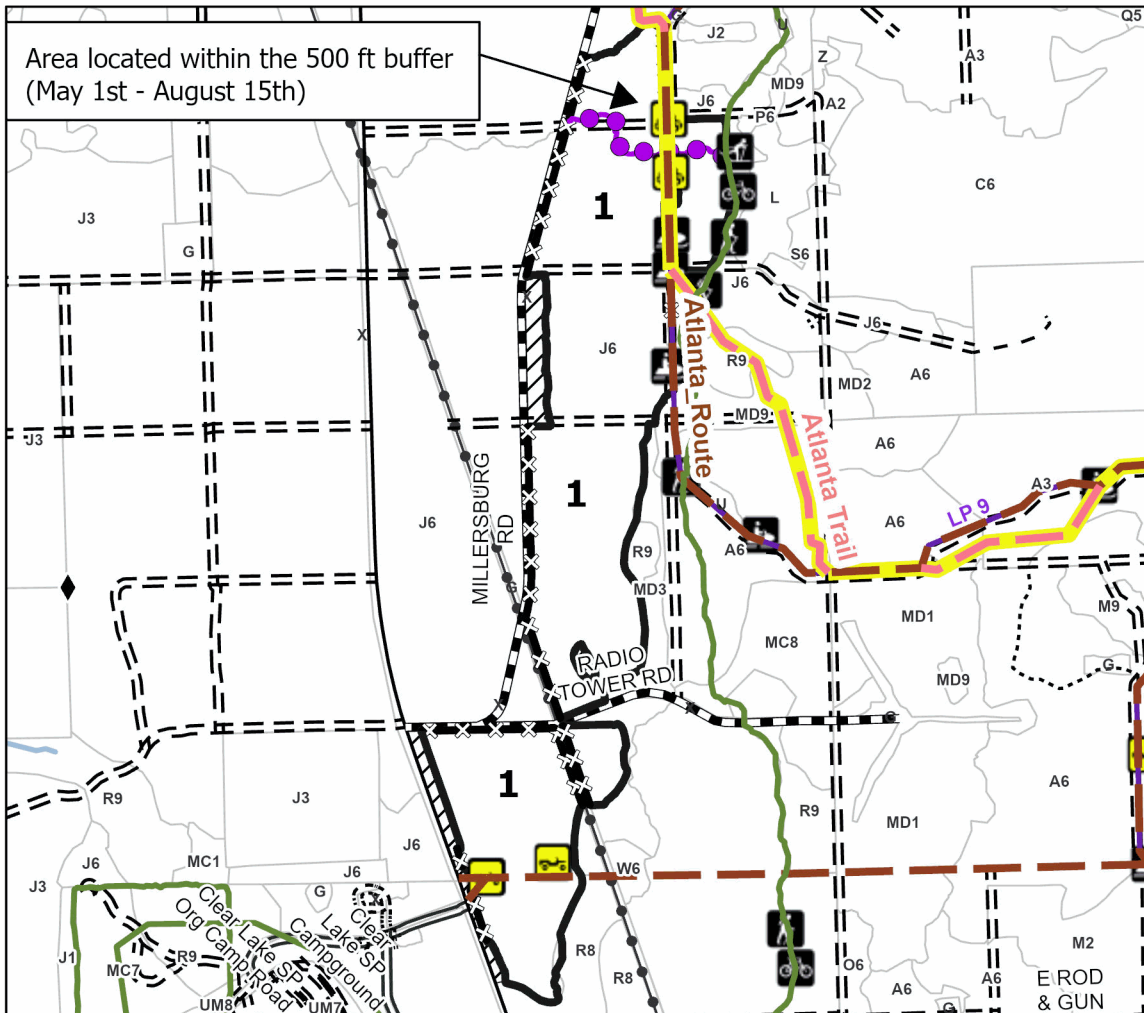 Area located within the 500 ft buffer
(May 1st - August 15th)
U
J2
Z
A3
Q5
MD9
J6
P6
A2
1
L
C6
J3
G
S6
X
J6
X
J6
J6
R9
MD2
A6
Atlanta_Route
Atlanta Trail
MD9
J3
A6
MILLERSBURG
RD
J6
1
U
A6
A3
LP 9
A6
R9
MD3
G
MC8
MD1
M9
G
MD9
RADIO
TOWER RD
G
1
R9
J3
R9
MD1
A6
J6
J6
MC1
J6
J3
G
X
W6
Clear Lake SP
Org Camp Road
Clear
Lake SP
Campground
J1
MC7
R9
UM8
UM7
R8
R8
O6
A6
M2
A6
G
E ROD
& GUN